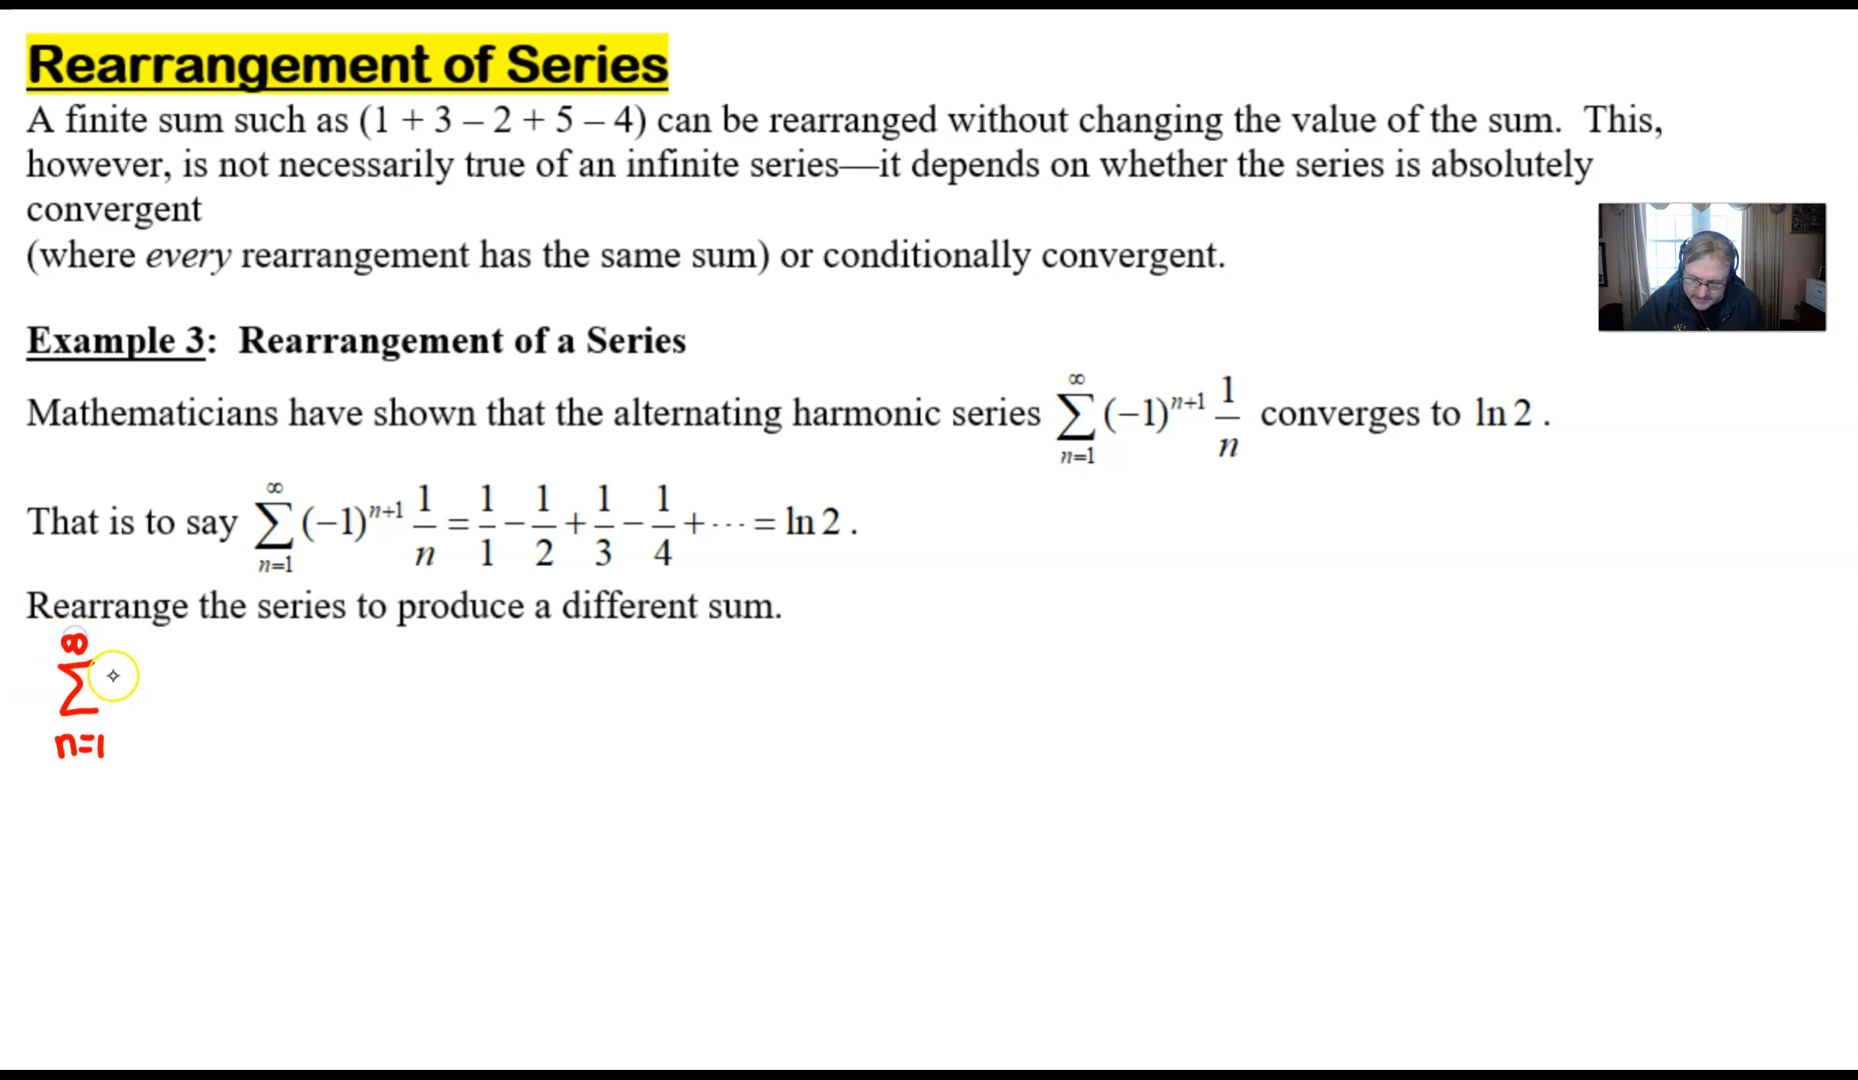 Rearrangement of Series
A finite sum such as (1 + 3 – 2 + 5 – 4) can be rearranged without changing the value of the sum.  This,
however, is not necessarily true of an infinite series—it depends on whether the series is absolutely
convergent
(where every rearrangement has the same sum) or conditionally convergent.
Example 3:  Rearrangement of a Series
Mathematicians have shown that the alternating harmonic series ∑_{n=1}^{∞} (−1)^{n+1} 1/n converges to ln 2 .
That is to say ∑_{n=1}^{∞} (−1)^{n+1} 1/n = 1/1 − 1/2 + 1/3 − 1/4 + ⋯ = ln 2 .
Rearrange the series to produce a different sum.
∑_{n=1}^{∞}